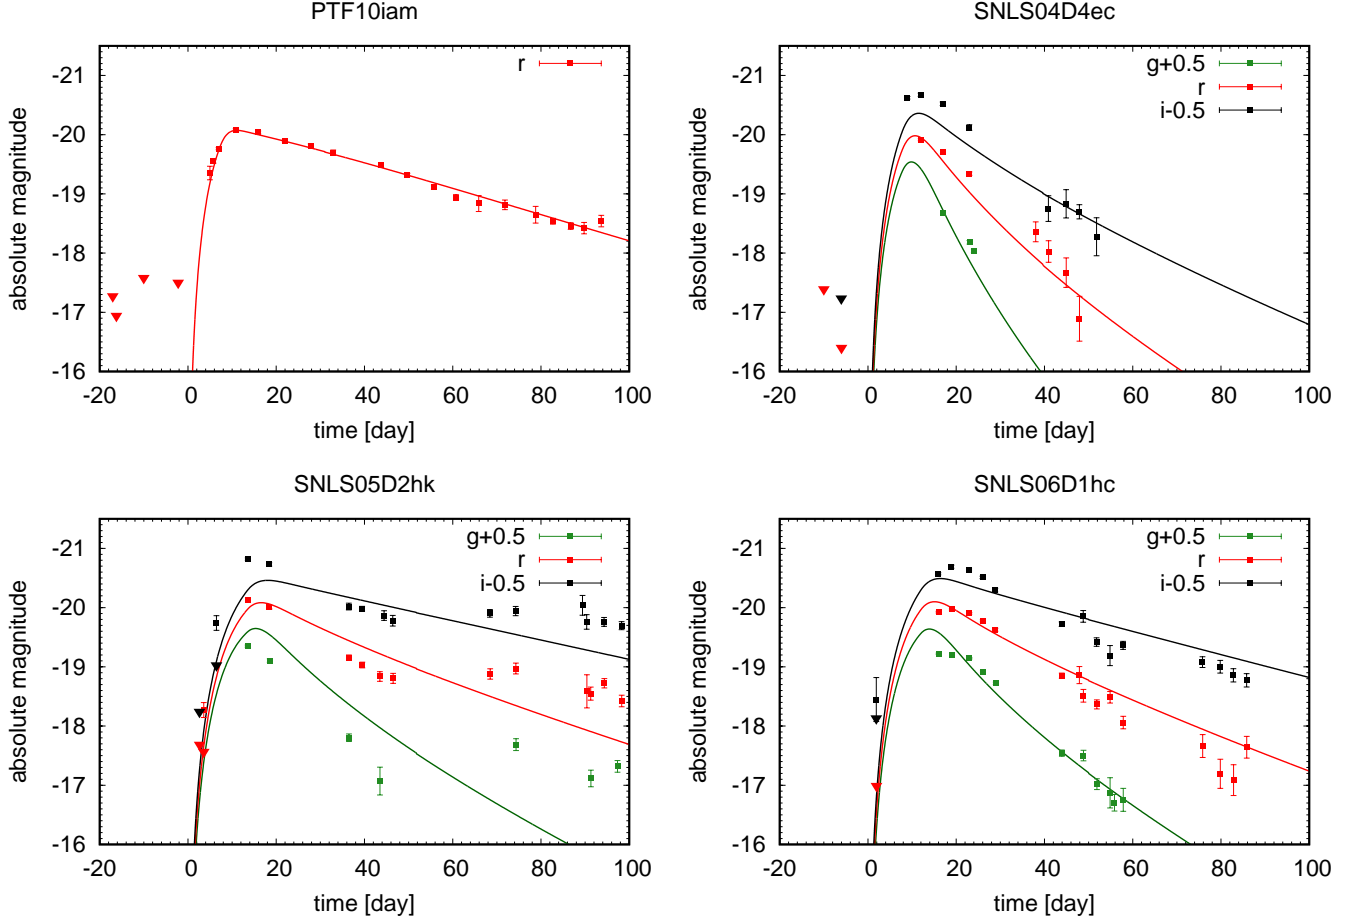 PTF10iam
r
absolute magnitude
-21
-20
-19
-18
-17
-16
-20 0 20 40 60 80 100
time [day]
SNLS04D4ec
g+0.5
r
i-0.5
absolute magnitude
-21
-20
-19
-18
-17
-16
-20 0 20 40 60 80 100
time [day]
SNLS05D2hk
g+0.5
r
i-0.5
absolute magnitude
-21
-20
-19
-18
-17
-16
-20 0 20 40 60 80 100
time [day]
SNLS06D1hc
g+0.5
r
i-0.5
absolute magnitude
-21
-20
-19
-18
-17
-16
-20 0 20 40 60 80 100
time [day]